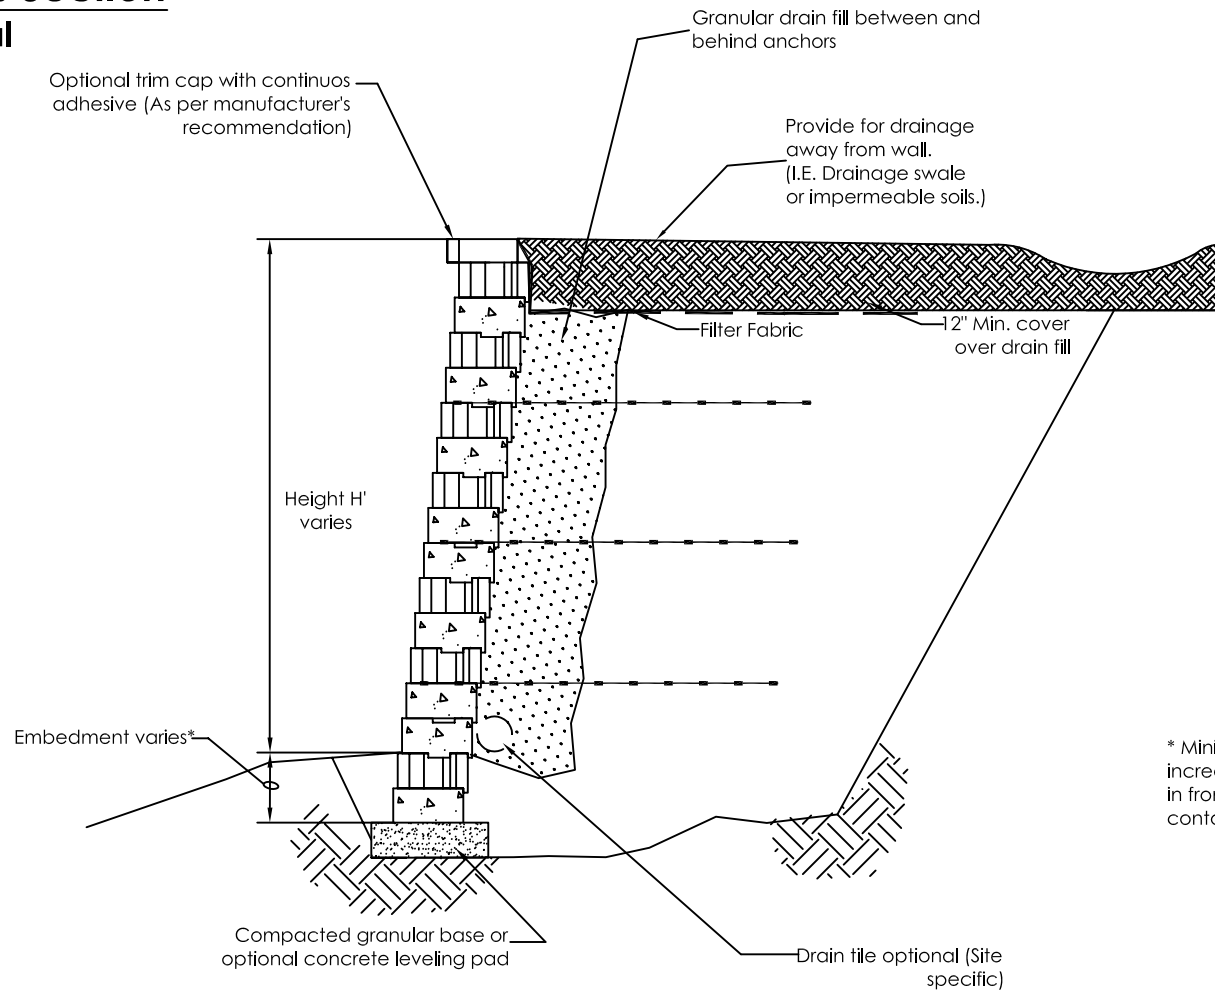 Granular drain fill between and
behind anchors
Optional trim cap with continuos
adhesive (As per manufacturer's
recommendation)
Provide for drainage
away from wall.
(I.E. Drainage swale
or impermeable soils.)
Filter Fabric
12" Min. cover
over drain fill
Height H'
varies
Embedment varies*
*
in
Compacted granular base or
optional concrete leveling pad
Drain tile optional (Site
specific)